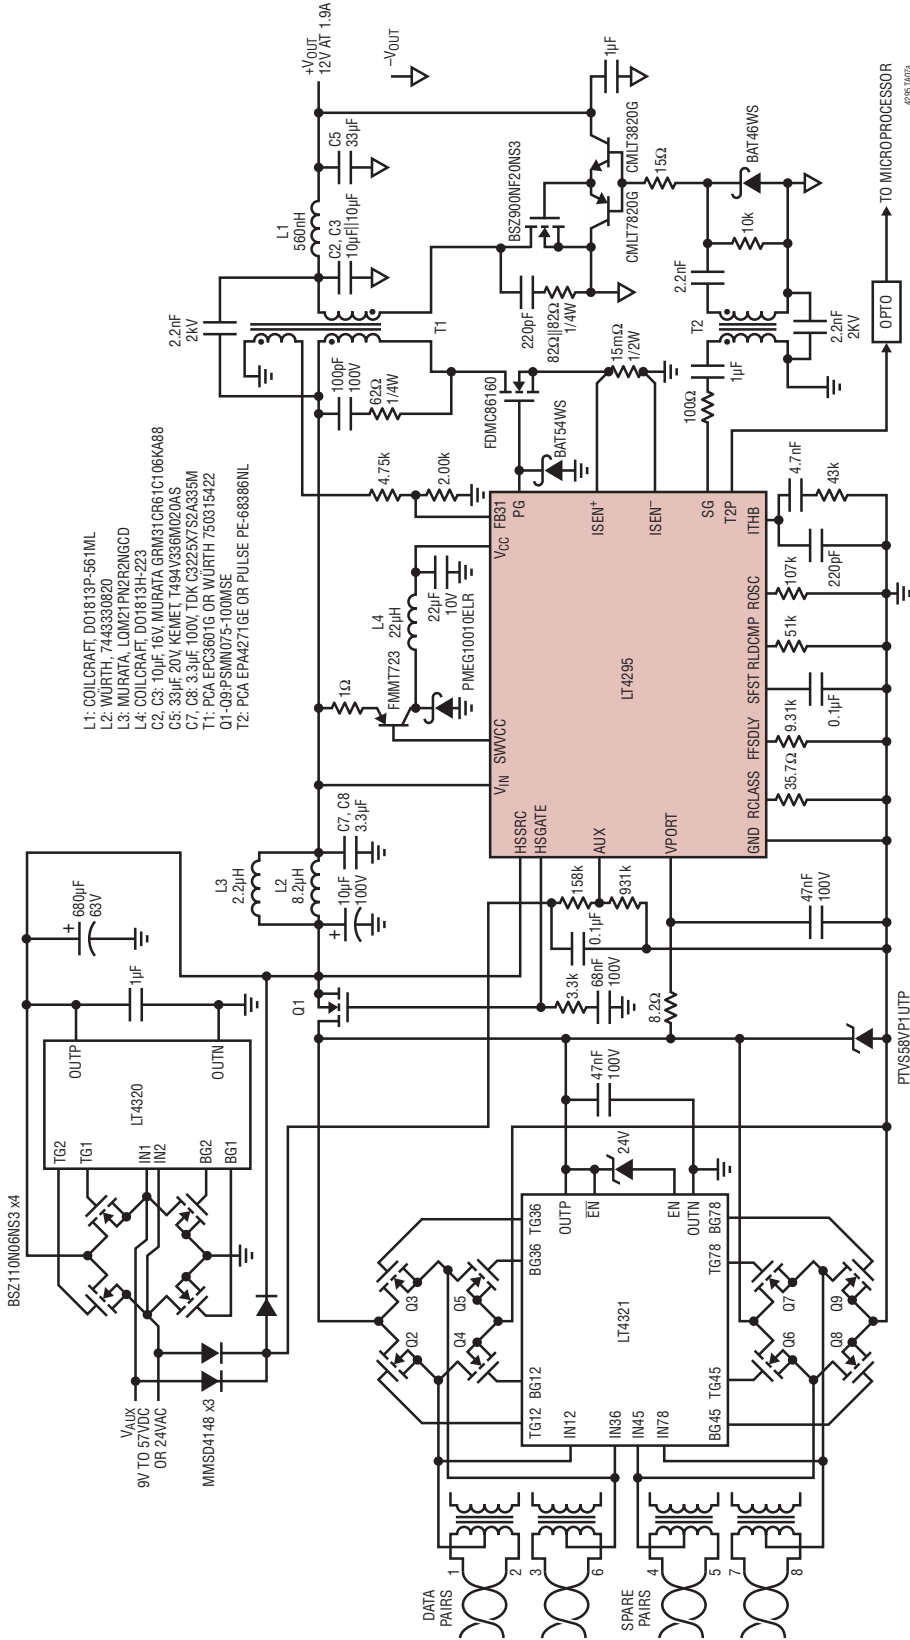 +VOUT
12V AT 1.9A
–VOUT
L1
560nH
C5
33µF
C2, C3
10µF||10µF
2.2nF
2kV
T1
1µF
BSZ900NF20NS3
CMLT7820G
CMLT3820G
15Ω
220pF
82Ω||82Ω
1/4W
BAT46WS
10k
2.2nF
T2
2.2nF
2KV
OPTO
TO MICROPROCESSOR
4295 TA07a
100pF
100V
62Ω
1/4W
FDMC86160
15mΩ
1/2W
BAT54WS
100Ω
1µF
4.75k
2.00k
L1: COILCRAFT, DO1813P-561ML
L2: WÜRTH, 744330820
L3: MURATA, LQM21PN2R2NGCD
L4: COILCRAFT, DO1813H-223
C2, C3: 10µF, 16V, MURATA GRM31CR61C106KA88
C5: 33µF, 20V, KEMET, T494V336M020AS
C7, C8: 3.3µF, 100V, TDK C3225X7S2A335M
T1: PCA EPC3601G OR WÜRTH 750315422
Q1-Q9:PSMN075-100MSE
T2: PCA EPA4271GE OR PULSE PE-68386NL
1Ω
FMMT723
L4
22µH
22µF
10V
PMEG10010ELR
LT4295
VIN
SWVCC
VCC
FB31
PG
ISEN+
ISEN–
SG
T2P
HSSRC
HSGATE
AUX
VPORT
GND
RCLASS
FFSDLY
SFST
RLDCMP
ROSC
ITHB
35.7Ω
9.31k
0.1µF
51k
107k
220pF
4.7nF
43k
L3
2.2µH
L2
8.2µH
C7, C8
3.3µF
10µF
100V
+
Q1
3.3k
68nF
100V
0.1µF
158k
931k
8.2Ω
47nF
100V
PTVS58VP1UTP
680µF
63V
+
1µF
LT4320
OUTP
OUTN
TG2
TG1
IN1
IN2
BG2
BG1
BSZ110N06NS3 x4
VAUX
9V TO 57VDC
OR 24VAC
MMSD4148 x3
47nF
100V
24V
LT4321
OUTP
EN
EN
OUTN
TG36
BG36
BG12
TG12
IN12
IN36
IN45
IN78
BG45
TG45
TG78
BG78
Q2
Q3
Q4
Q5
Q6
Q7
Q8
Q9
DATA
PAIRS
1
2
3
6
SPARE
PAIRS
4
5
7
8